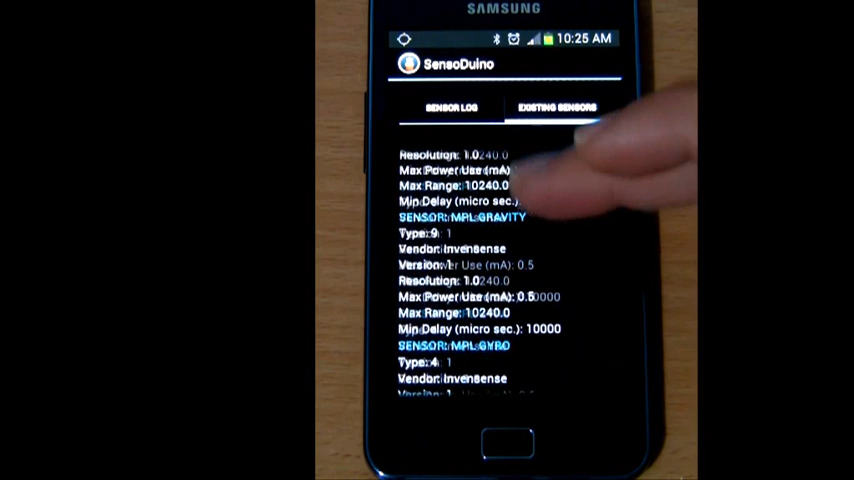 SAMSUNG
10:25 AM
SensoDuino
SENSOR LOG
EXISTING SENSORS
Resolution: 1.0
Max Power Use (mA)
Max Range: 10240.0
Min Delay (micro sec.)
SENSOR: MPL GRAVITY
Type: 9
Vendor: Invensense
Version: 1
Resolution: 1.0
Max Power Use (mA): 0.5
Max Range: 10240.0
Min Delay (micro sec.): 10000
SENSOR: MPL GYRO
Type: 4
Vendor: Invensense
Version: 1